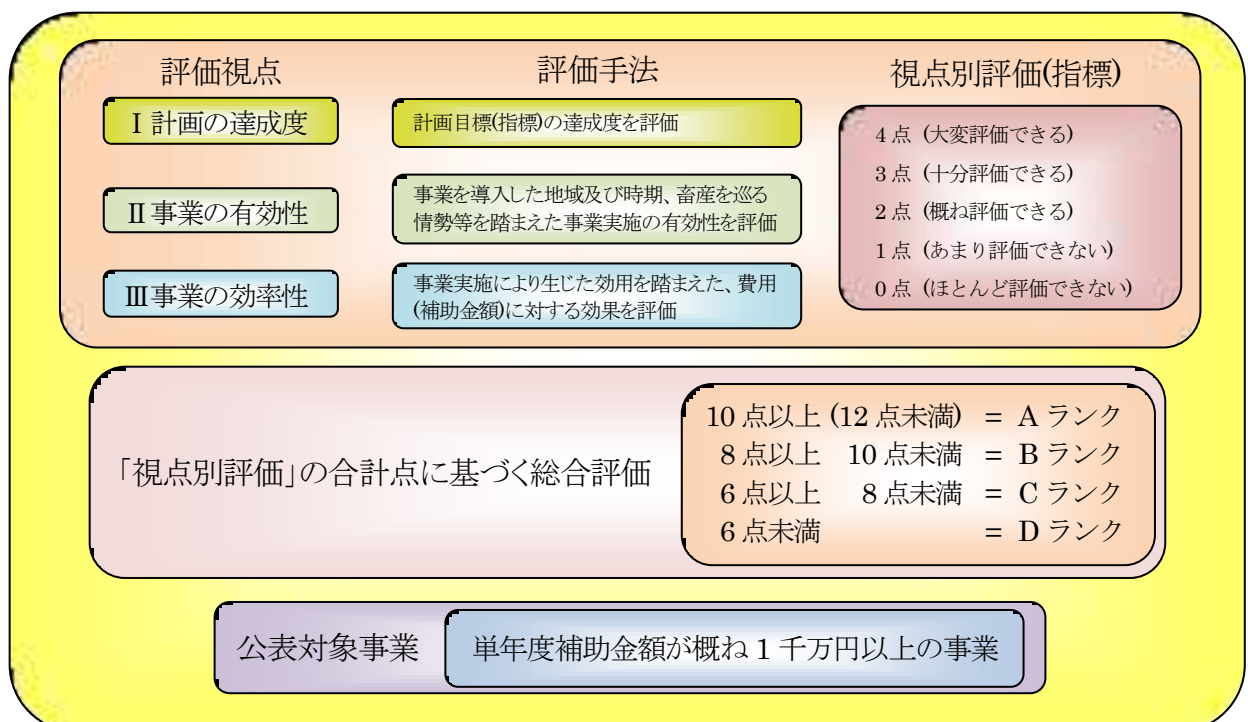 評価視点
評価手法
視点別評価(指標)
Ⅰ計画の達成度
計画目標(指標)の達成度を評価
Ⅱ事業の有効性
事業を導入した地域及び時期、畜産を巡る
情勢等を踏まえた事業実施の有効性を評価
Ⅲ事業の効率性
事業実施により生じた効用を踏まえた、費用
(補助金額)に対する効果を評価
4点 (大変評価できる)
3点 (十分評価できる)
2点 (概ね評価できる)
1点 (あまり評価できない)
0点 (ほとんど評価できない)
「視点別評価」の合計点に基づく総合評価
10点以上 (12点未満) = Aランク
8点以上 10点未満 = Bランク
6点以上 8点未満 = Cランク
6点未満 = Dランク
公表対象事業
単年度補助金額が概ね1千万円以上の事業